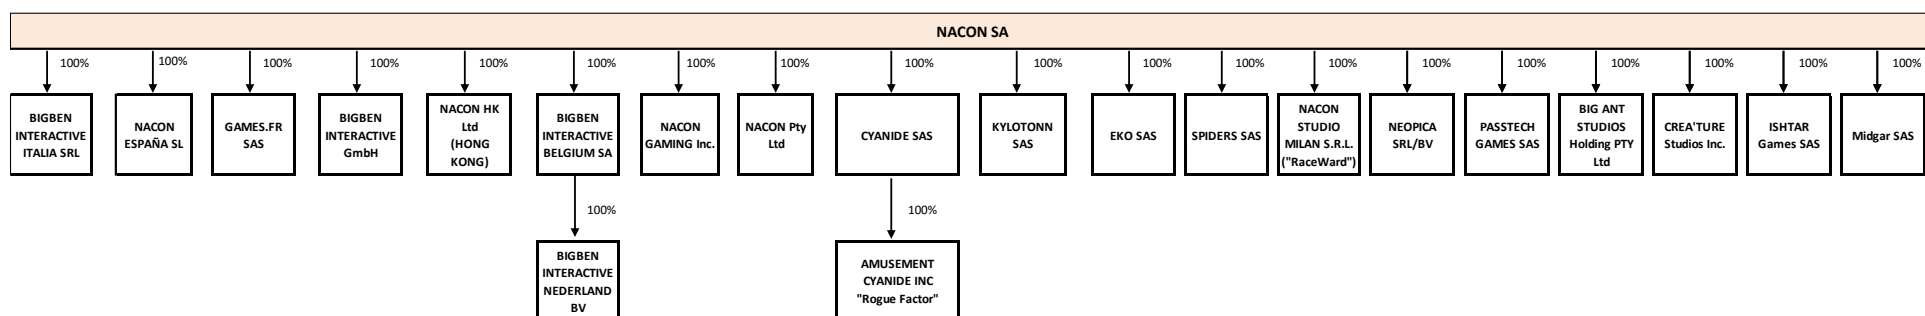 NACON SA
100% 100% 100% 100% 100% 100% 100% 100% 100% 100% 100% 100% 100% 100% 100% 100% 100% 100% 100%
BIGBEN
INTERACTIVE
ITALIA SRL
NACON
ESPAÑA SL
GAMES.FR
SAS
BIGBEN
INTERACTIVE
GmbH
NACON HK
Ltd
(HONG
KONG)
BIGBEN
INTERACTIVE
BELGIUM SA
NACON
GAMING Inc.
NACON Pty
Ltd
CYANIDE SAS
KYLOTONN
SAS
EKO SAS
SPIDERS SAS
NACON
STUDIO
MILAN S.R.L.
("RaceWard")
NEOPICA
SRL/BV
PASSTECH
GAMES SAS
BIG ANT
STUDIOS
Holding PTY
Ltd
CREA'TURE
Studios Inc.
ISHTAR
Games SAS
Midgar SAS
100% 100%
BIGBEN
INTERACTIVE
NEDERLAND
BV
AMUSEMENT
CYANIDE INC
"Rogue Factor"